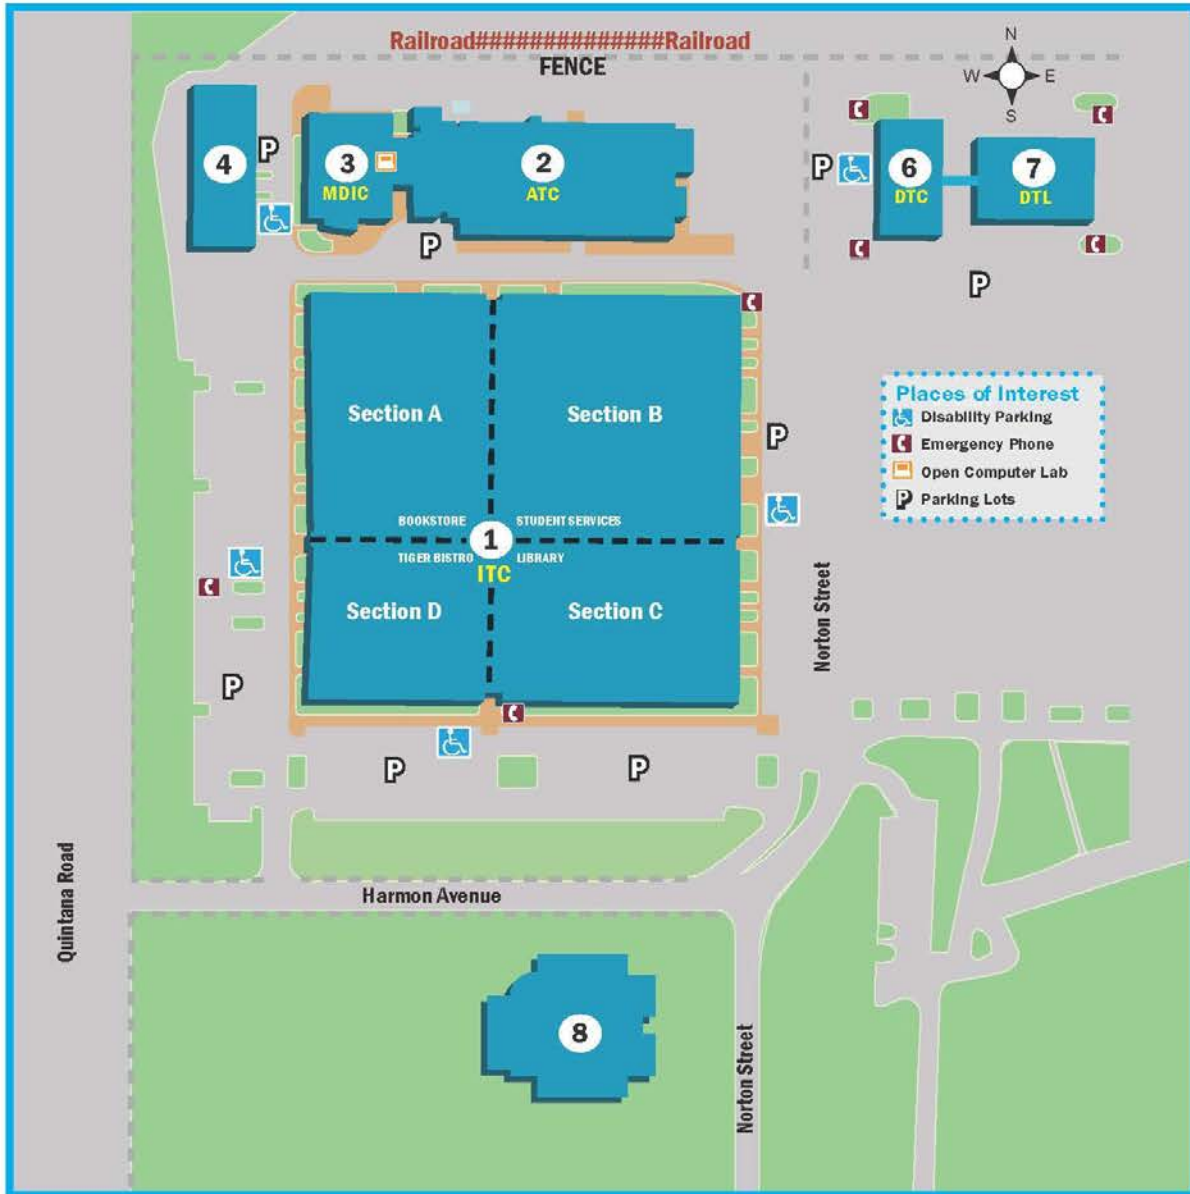 Railroad##############Railroad
FENCE
N
W E
S
4
P
3
MDIC
2
ATC
P
P
6
DTC
7
DTL
P
Section A
Section B
P
Places of Interest
Disability Parking
Emergency Phone
Open Computer Lab
P Parking Lots
BOOKSTORE
STUDENT SERVICES
1
TIGER BISTRO
LIBRARY
ITC
Section D
Section C
Norton Street
P
P
P
Quintana Road
Harmon Avenue
8
Norton Street